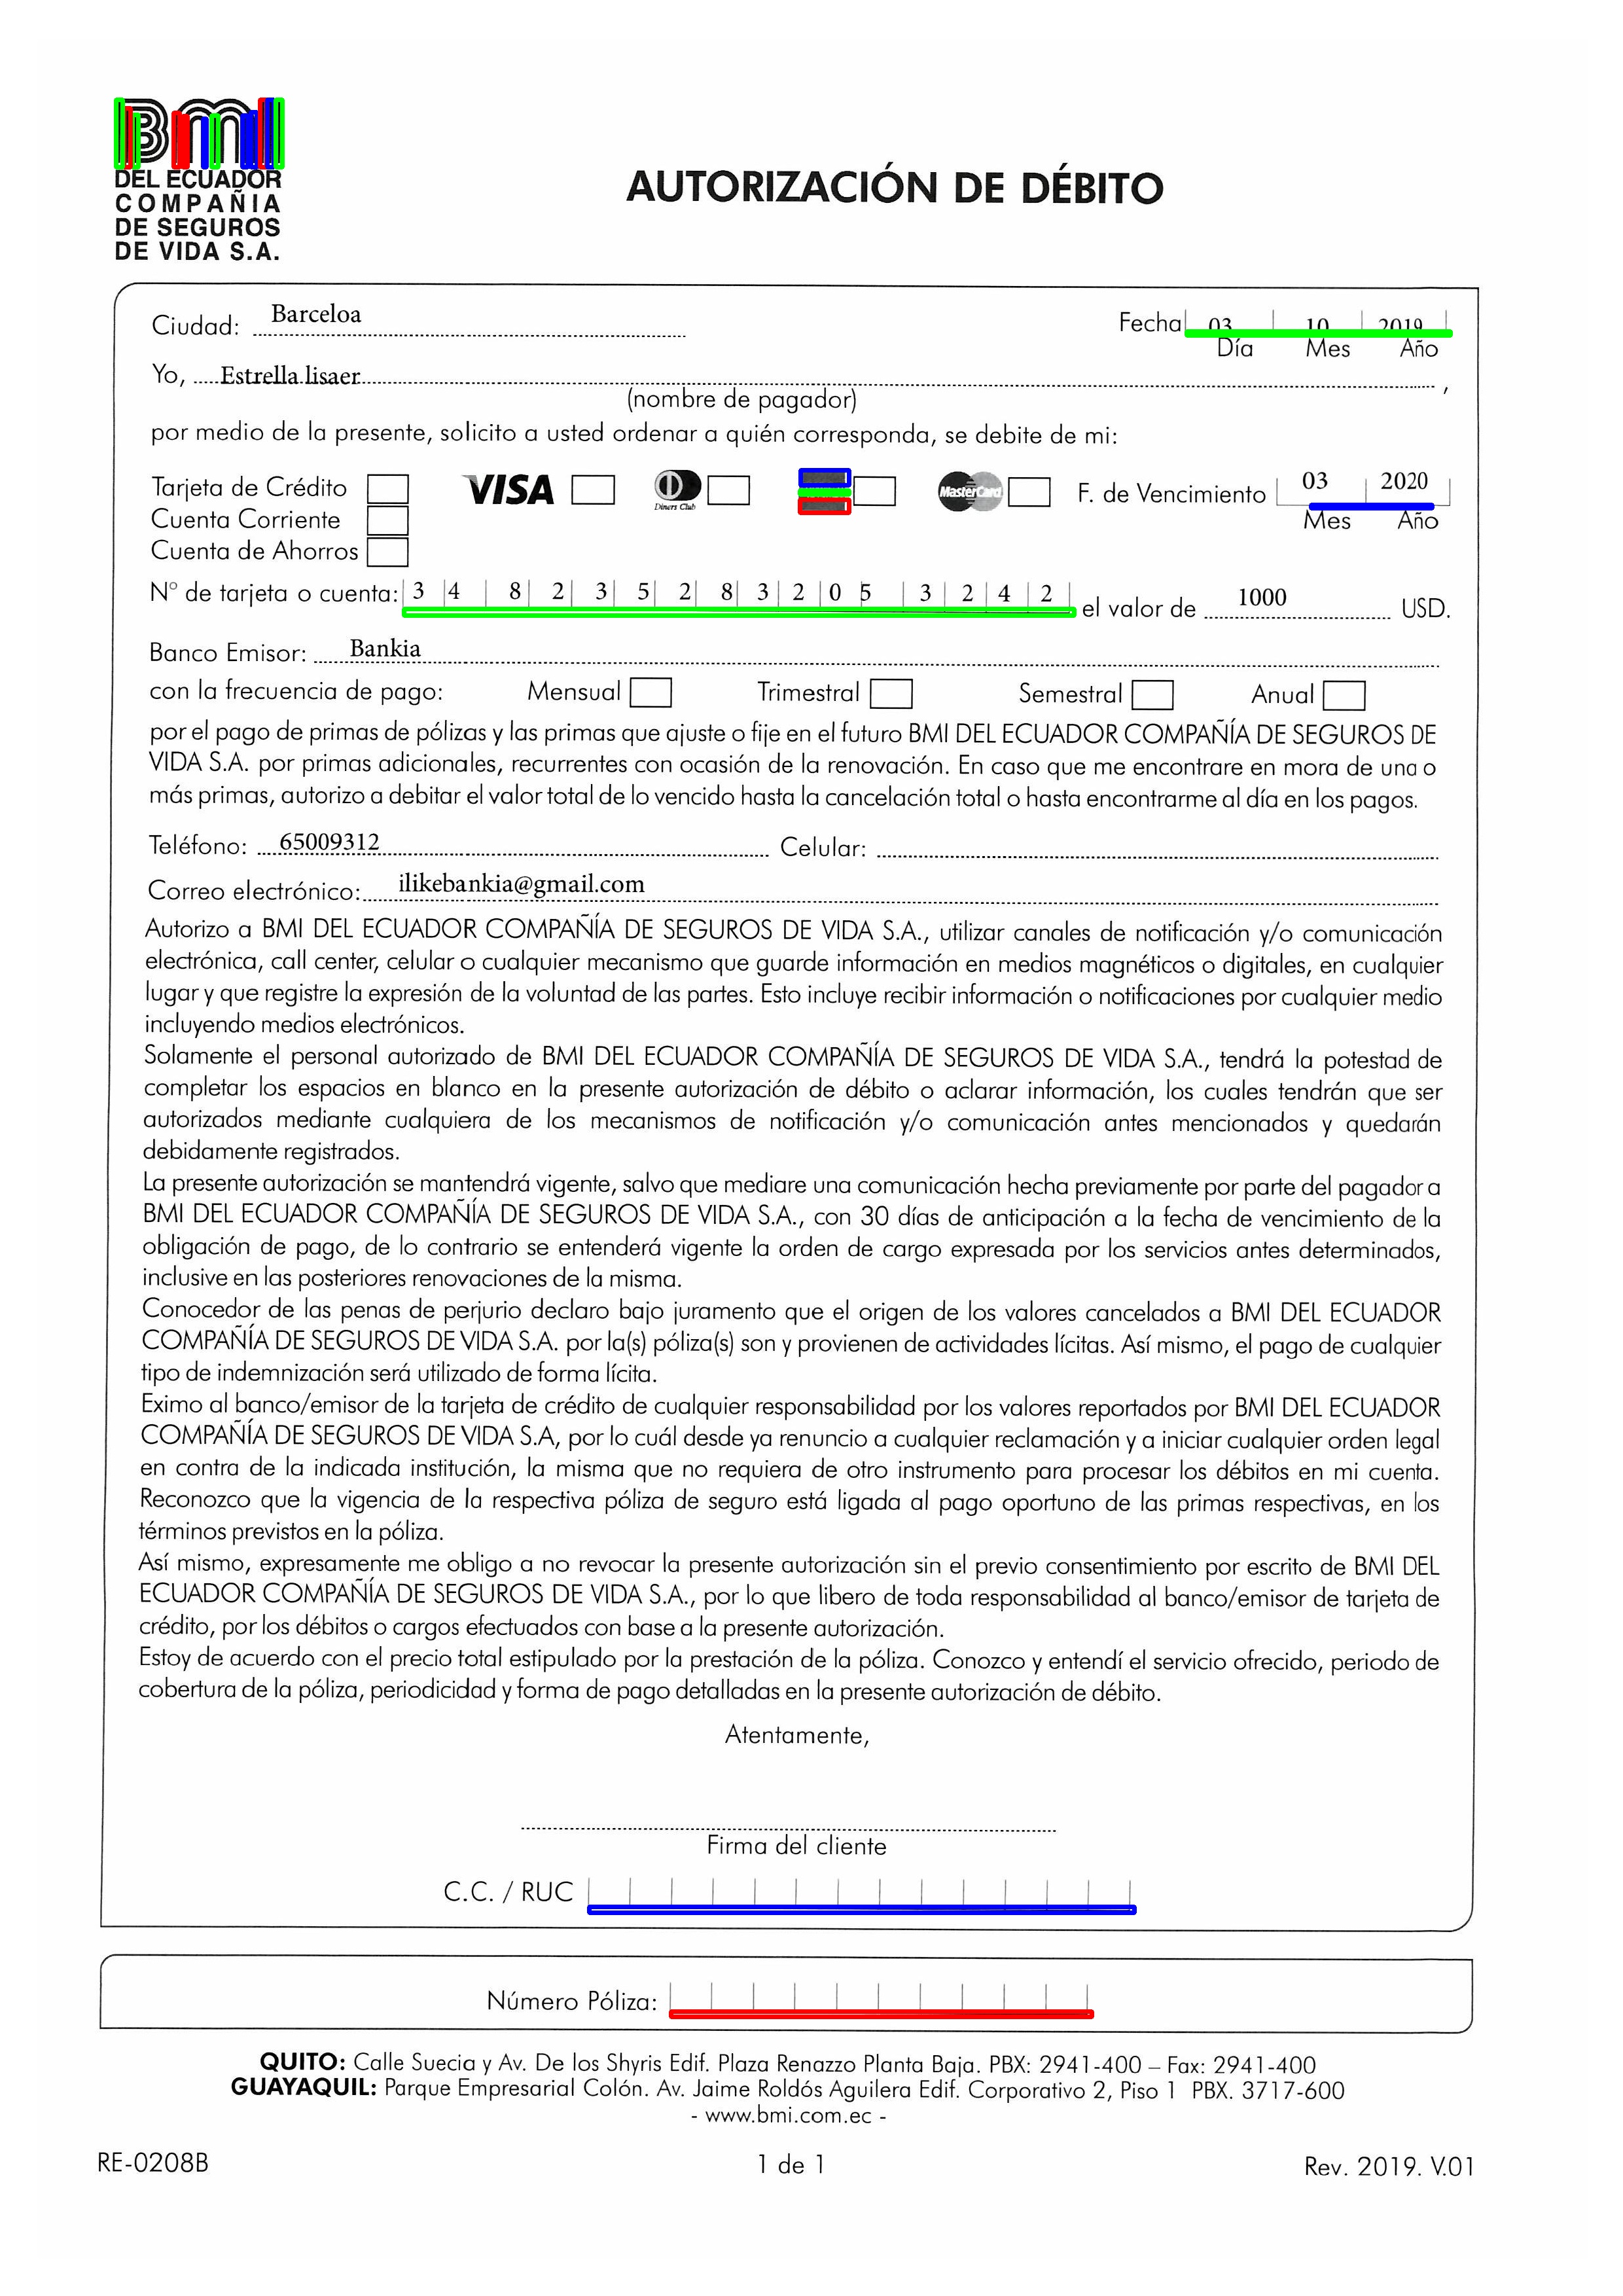 Bmi
DEL ECUADOR
COMPAÑIA
DE SEGUROS
DE VIDA S.A.
AUTORIZACIÓN DE DÉBITO
Ciudad: Barceloa Fecha 03 10 2019
Día Mes Año
Yo, Estrella lisaer,
(nombre de pagador)
por medio de la presente, solicito a usted ordenar a quién corresponda, se debite de mi:
Tarjeta de Crédito VISA Diners Club MasterCard F. de Vencimiento 03 2020
Cuenta Corriente Mes Año
Cuenta de Ahorros
N° de tarjeta o cuenta: 3 4 8 2 3 5 2 8 3 2 0 5 3 2 4 2 el valor de 1000 USD.
Banco Emisor: Bankia
con la frecuencia de pago: Mensual Trimestral Semestral Anual
por el pago de primas de pólizas y las primas que ajuste o fije en el futuro BMI DEL ECUADOR COMPAÑÍA DE SEGUROS DE
VIDA S.A. por primas adicionales, recurrentes con ocasión de la renovación. En caso que me encontrare en mora de una o
más primas, autorizo a debitar el valor total de lo vencido hasta la cancelación total o hasta encontrarme al día en los pagos.
Teléfono: 65009312 Celular:
Correo electrónico: ilikebankia@gmail.com
Autorizo a BMI DEL ECUADOR COMPAÑÍA DE SEGUROS DE VIDA S.A., utilizar canales de notificación y/o comunicación
electrónica, call center, celular o cualquier mecanismo que guarde información en medios magnéticos o digitales, en cualquier
lugar y que registre la expresión de la voluntad de las partes. Esto incluye recibir información o notificaciones por cualquier medio
incluyendo medios electrónicos.
Solamente el personal autorizado de BMI DEL ECUADOR COMPAÑÍA DE SEGUROS DE VIDA S.A., tendrá la potestad de
completar los espacios en blanco en la presente autorización de débito o aclarar información, los cuales tendrán que ser
autorizados mediante cualquiera de los mecanismos de notificación y/o comunicación antes mencionados y quedarán
debidamente registrados.
La presente autorización se mantendrá vigente, salvo que mediare una comunicación hecha previamente por parte del pagador a
BMI DEL ECUADOR COMPAÑÍA DE SEGUROS DE VIDA S.A., con 30 días de anticipación a la fecha de vencimiento de la
obligación de pago, de lo contrario se entenderá vigente la orden de cargo expresada por los servicios antes determinados,
inclusive en las posteriores renovaciones de la misma.
Conocedor de las penas de perjurio declaro bajo juramento que el origen de los valores cancelados a BMI DEL ECUADOR
COMPAÑÍA DE SEGUROS DE VIDA S.A. por la(s) póliza(s) son y provienen de actividades lícitas. Así mismo, el pago de cualquier
tipo de indemnización será utilizado de forma lícita.
Eximo al banco/emisor de la tarjeta de crédito de cualquier responsabilidad por los valores reportados por BMI DEL ECUADOR
COMPAÑÍA DE SEGUROS DE VIDA S.A, por lo cuál desde ya renuncio a cualquier reclamación y a iniciar cualquier orden legal
en contra de la indicada institución, la misma que no requiera de otro instrumento para procesar los débitos en mi cuenta.
Reconozco que la vigencia de la respectiva póliza de seguro está ligada al pago oportuno de las primas respectivas, en los
términos previstos en la póliza.
Así mismo, expresamente me obligo a no revocar la presente autorización sin el previo consentimiento por escrito de BMI DEL
ECUADOR COMPAÑÍA DE SEGUROS DE VIDA S.A., por lo que libero de toda responsabilidad al banco/emisor de tarjeta de
crédito, por los débitos o cargos efectuados con base a la presente autorización.
Estoy de acuerdo con el precio total estipulado por la prestación de la póliza. Conozco y entendí el servicio ofrecido, periodo de
cobertura de la póliza, periodicidad y forma de pago detalladas en la presente autorización de débito.
Atentamente,
Firma del cliente
C.C. / RUC
Número Póliza:
QUITO: Calle Suecia y Av. De los Shyris Edif. Plaza Renazzo Planta Baja. PBX: 2941-400 – Fax: 2941-400
GUAYAQUIL: Parque Empresarial Colón. Av. Jaime Roldós Aguilera Edif. Corporativo 2, Piso 1 PBX. 3717-600
- www.bmi.com.ec -
RE-0208B 1 de 1 Rev. 2019. V.01